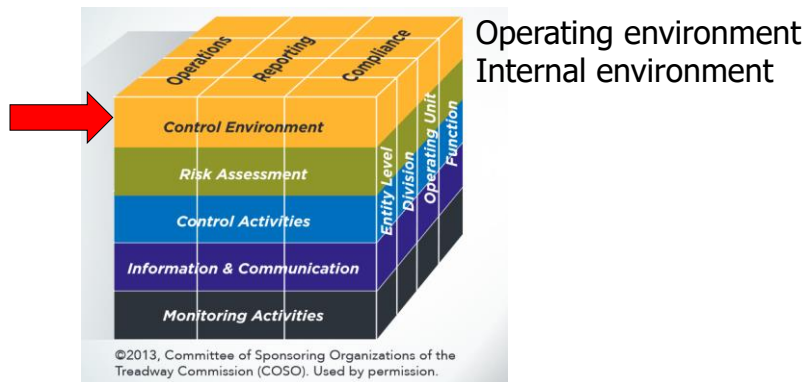 Operating environment
Internal environment
Operations
Reporting
Compliance
Control Environment
Risk Assessment
Control Activities
Information & Communication
Monitoring Activities
Entity Level
Division
Operating Unit
Function
©2013, Committee of Sponsoring Organizations of the
Treadway Commission (COSO). Used by permission.